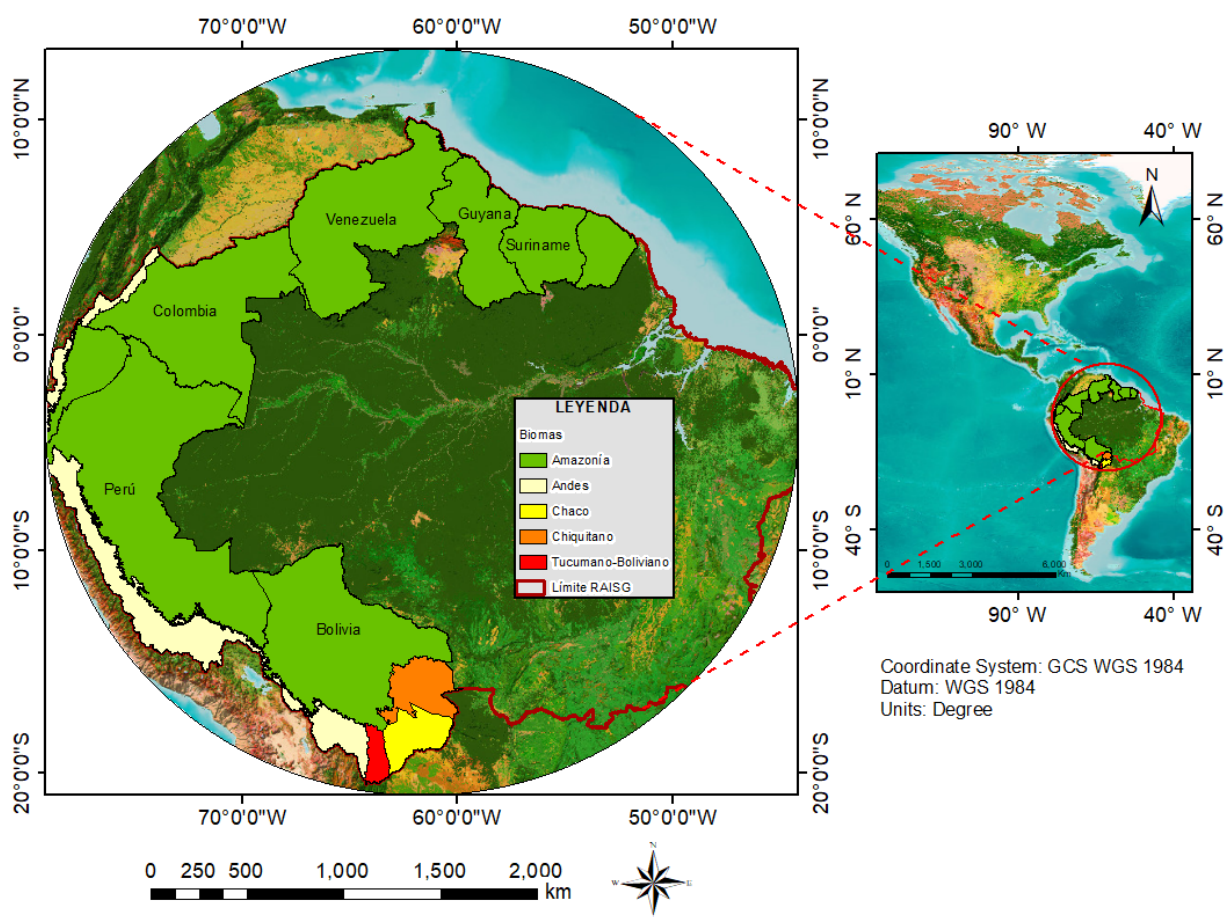 70°0'0"W 60°0'0"W 50°0'0"W
10°0'0"N
0°0'0"
10°0'0"S
20°0'0"S
10°0'0"N
0°0'0"
10°0'0"S
20°0'0"S
Venezuela
Guyana
Suriname
Colombia
Perú
Bolivia
LEYENDA
Biomas
Amazonía
Andes
Chaco
Chiquitano
Tucumano-Boliviano
Límite RAISG
70°0'0"W 60°0'0"W 50°0'0"W
0 250 500 1,000 1,500 2,000
km
N
W
E
S
90° W 40° W
N
60° N
10° N
40° S
60° N
10° N
40° S
0 1,500 3,000 6,000
Km
90° W 40° W
Coordinate System: GCS WGS 1984
Datum: WGS 1984
Units: Degree